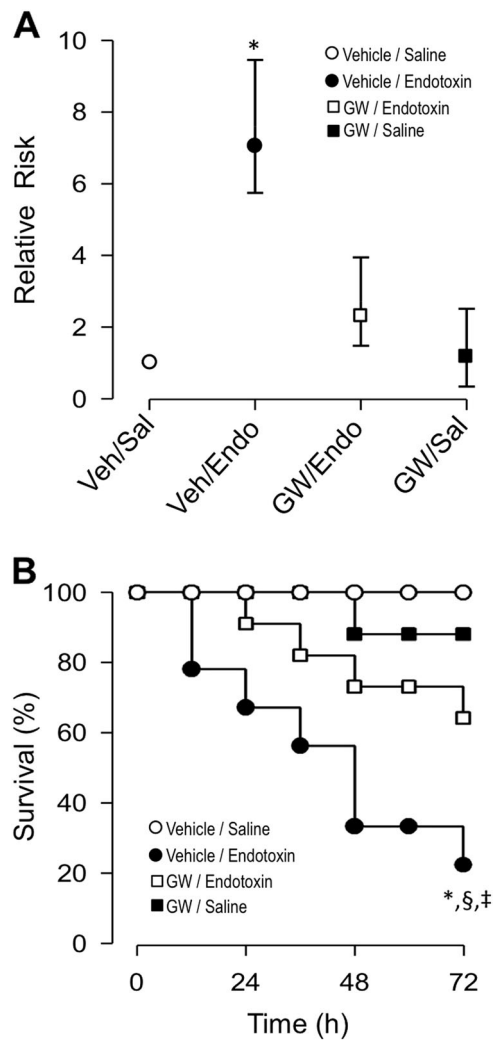 A
10
8
6
4
2
0
Relative Risk
*
Vehicle / Saline
Vehicle / Endotoxin
GW / Endotoxin
GW / Saline
Veh/Sal
Veh/Endo
GW/Endo
GW/Sal
B
100
80
60
40
20
0
Survival (%)
Vehicle / Saline
Vehicle / Endotoxin
GW / Endotoxin
GW / Saline
*,§,‡
0
24
48
72
Time (h)